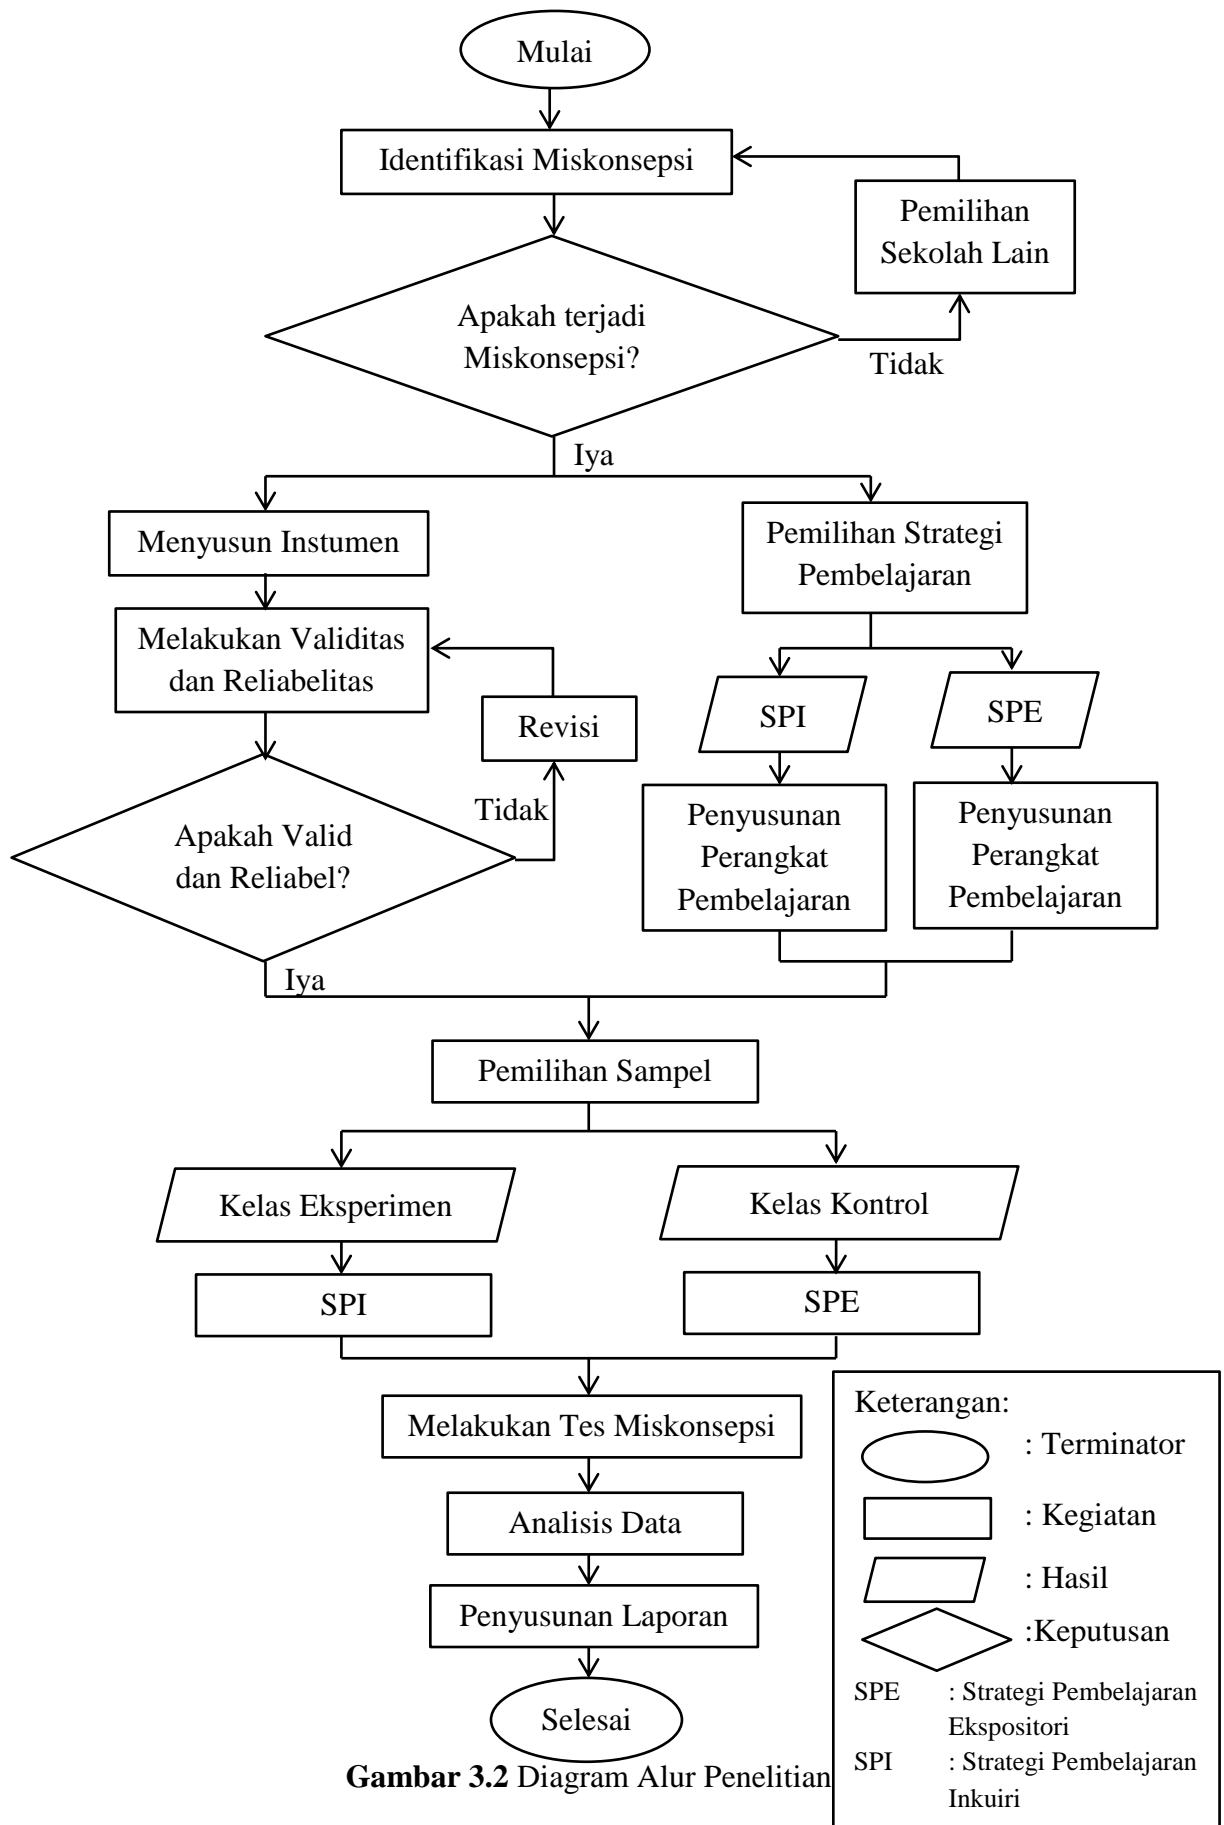 Mulai
Identifikasi Miskonsepsi
Pemilihan
Sekolah Lain
Apakah terjadi
Miskonsepsi?
Tidak
Iya
Menyusun Instumen
Pemilihan Strategi
Pembelajaran
Melakukan Validitas
dan Reliabelitas
Revisi
SPI
SPE
Tidak
Apakah Valid
dan Reliabel?
Penyusunan
Perangkat
Pembelajaran
Penyusunan
Perangkat
Pembelajaran
Iya
Pemilihan Sampel
Kelas Eksperimen
Kelas Kontrol
SPI
SPE
Melakukan Tes Miskonsepsi
Analisis Data
Penyusunan Laporan
Selesai
Gambar 3.2 Diagram Alur Penelitian
Keterangan:
: Terminator
: Kegiatan
: Hasil
:Keputusan
SPE : Strategi Pembelajaran
Ekspositori
SPI : Strategi Pembelajaran
Inkuiri